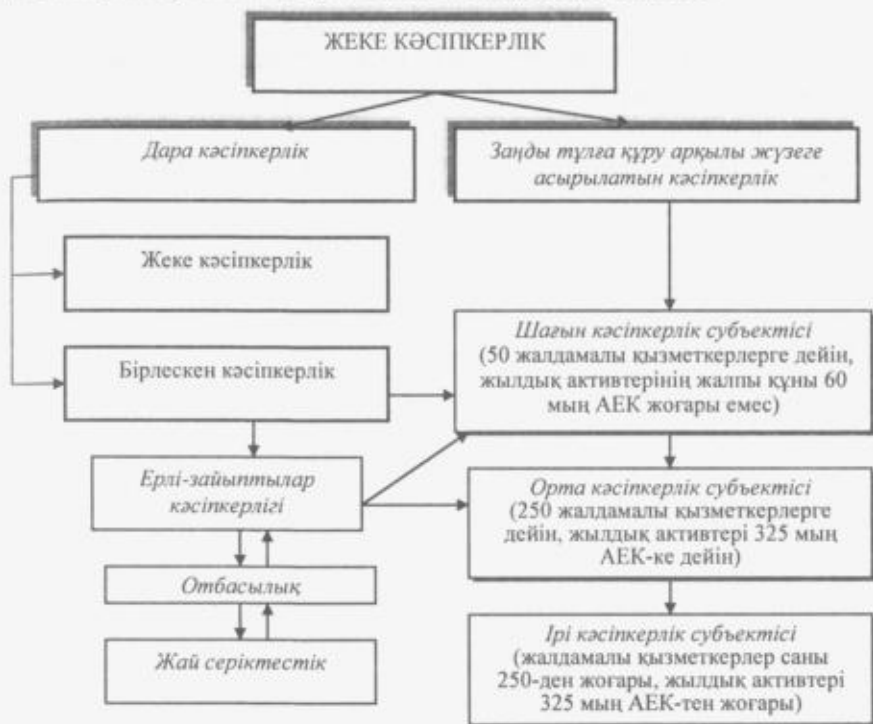 ЖЕКЕ КӘСІПКЕРЛІК
Дара кәсіпкерлік
Заңды тұлға құру арқылы жүзеге
асырылатын кәсіпкерлік
Жеке кәсіпкерлік
Бірлескен кәсіпкерлік
Шағын кәсіпкерлік субъектісі
(50 жалдамалы қызметкерлерге дейін,
жылдық активтерінің жалпы құны 60
мың АЕК жоғары емес)
Ерлі-зайыптылар
кәсіпкерлігі
Орта кәсіпкерлік субъектісі
(250 жалдамалы қызметкерлерге
дейін, жылдық активтері 325 мың
АЕК-ке дейін)
Отбасылық
Жай серіктестік
Ірі кәсіпкерлік субъектісі
(жалдамалы қызметкерлер саны
250-ден жоғары, жылдық активтері
325 мың АЕК-тен жоғары)